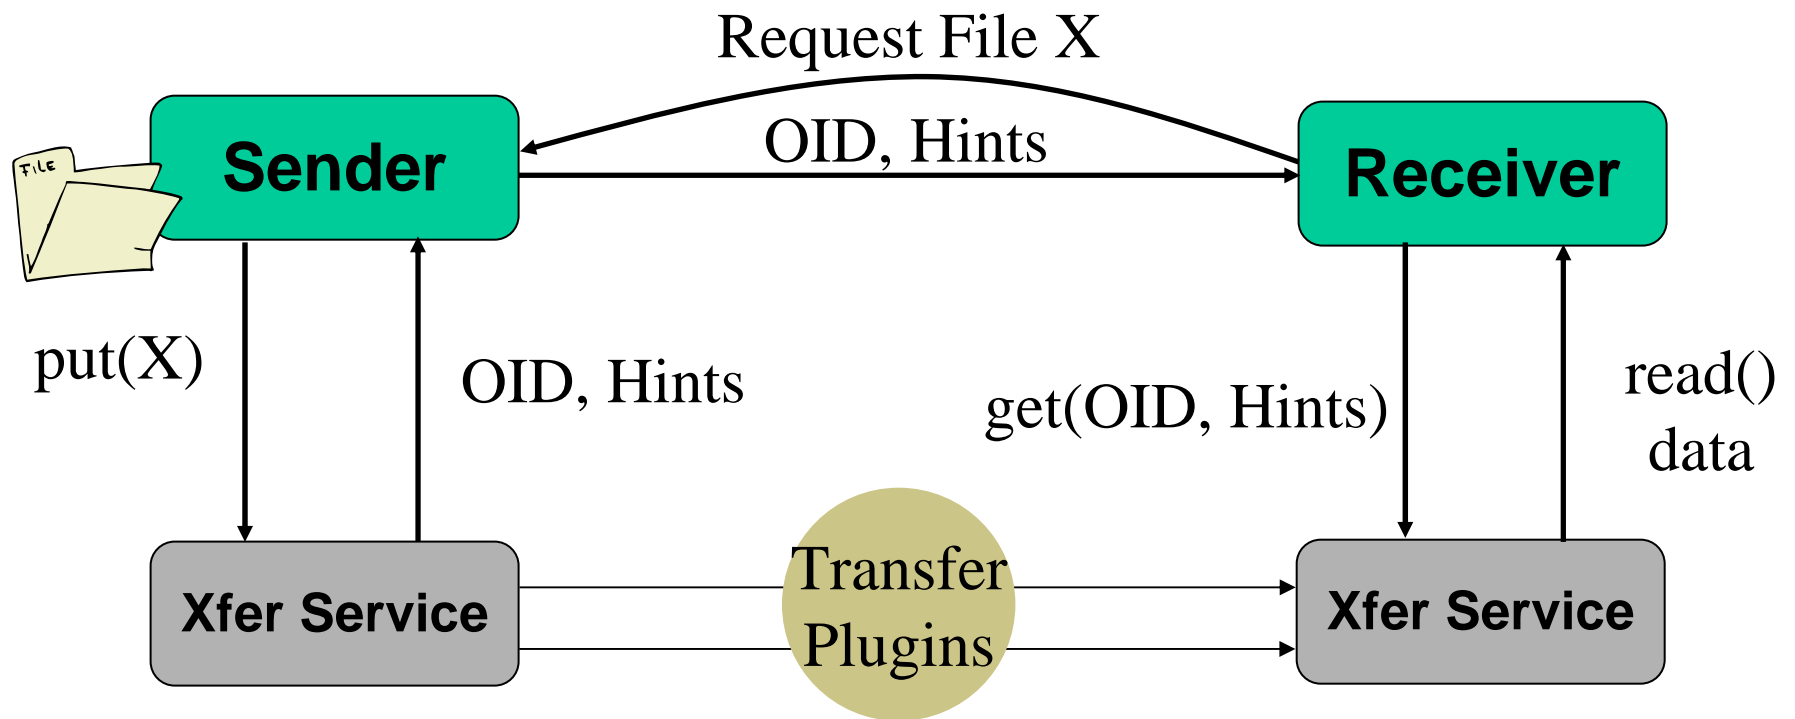 Request File X
OID, Hints
FILE
Sender
Receiver
put(X)
OID, Hints
get(OID, Hints)
read()
data
Xfer Service
Transfer
Plugins
Xfer Service